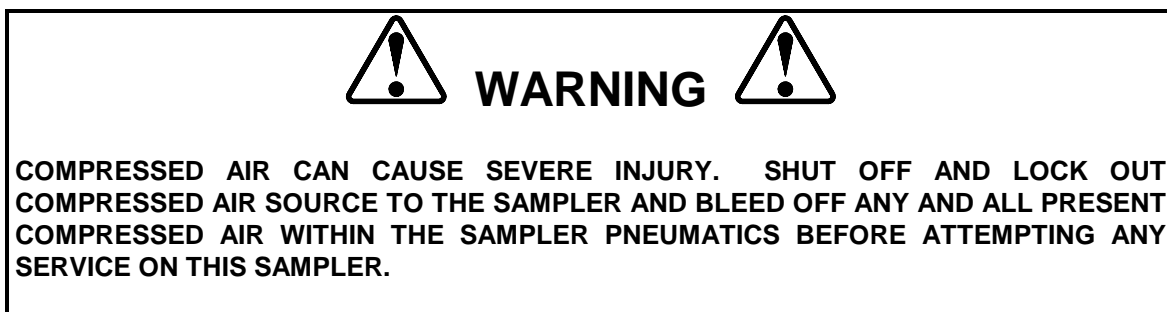 WARNING
COMPRESSED AIR CAN CAUSE SEVERE INJURY. SHUT OFF AND LOCK OUT
COMPRESSED AIR SOURCE TO THE SAMPLER AND BLEED OFF ANY AND ALL PRESENT
COMPRESSED AIR WITHIN THE SAMPLER PNEUMATICS BEFORE ATTEMPTING ANY
SERVICE ON THIS SAMPLER.